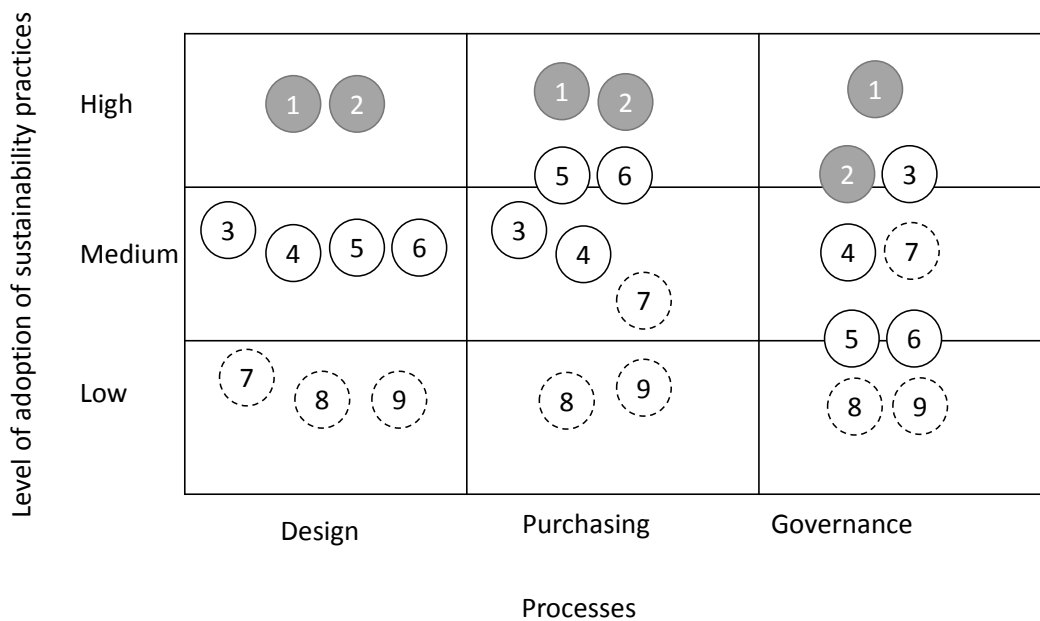 Level of adoption of sustainability practices
High
1 2
1 2
1
5 6
2 3
Medium
3 4 5 6
3 4 7
4 7
5 6
Low
7 8 9
8 9
8 9
Design
Purchasing
Governance
Processes